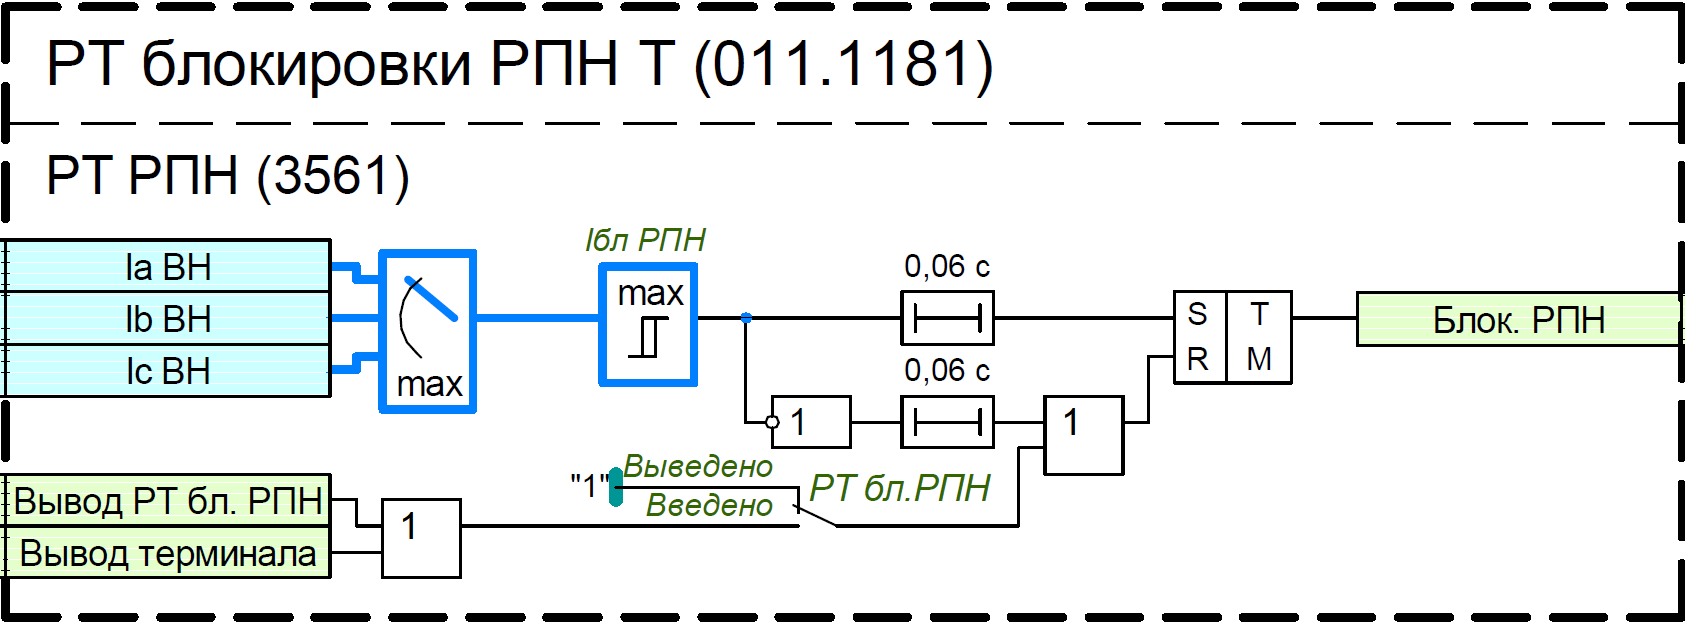 РТ блокировки РПН Т (011.1181)
РТ РПН (3561)
Iбл РПН
Ia ВН
Ib ВН
Ic ВН
max
max
0,06 с
0,06 с
S T
R М
Блок. РПН
1
1
"1"
Выведено
Введено
РТ бл.РПН
Вывод РТ бл. РПН
Вывод терминала
1